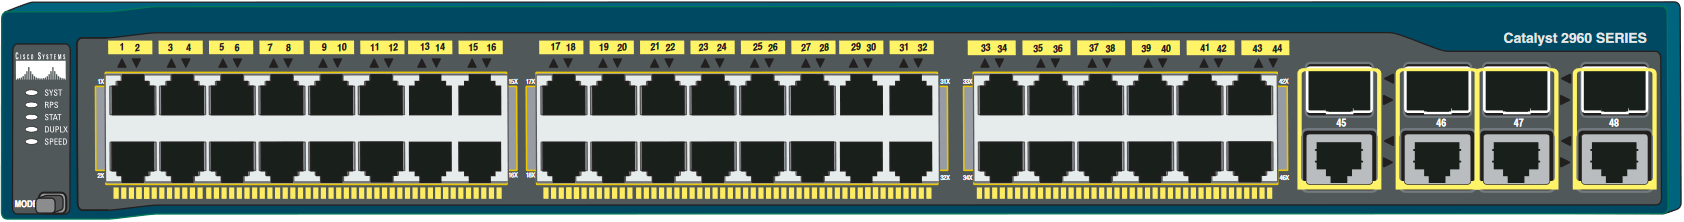 Catalyst 2960 SERIES
CISCO SYSTEMS
SYST
RPS
STAT
DUPLX
SPEED
MODE
1 2 3 4 5 6 7 8 9 10 11 12 13 14 15 16
17 18 19 20 21 22 23 24 25 26 27 28 29 30 31 32
33 34 35 36 37 38 39 40 41 42 43 44
1X 15X 17X 31X 33X 42X
45 46 47 48
2X 16X 18X 32X 34X